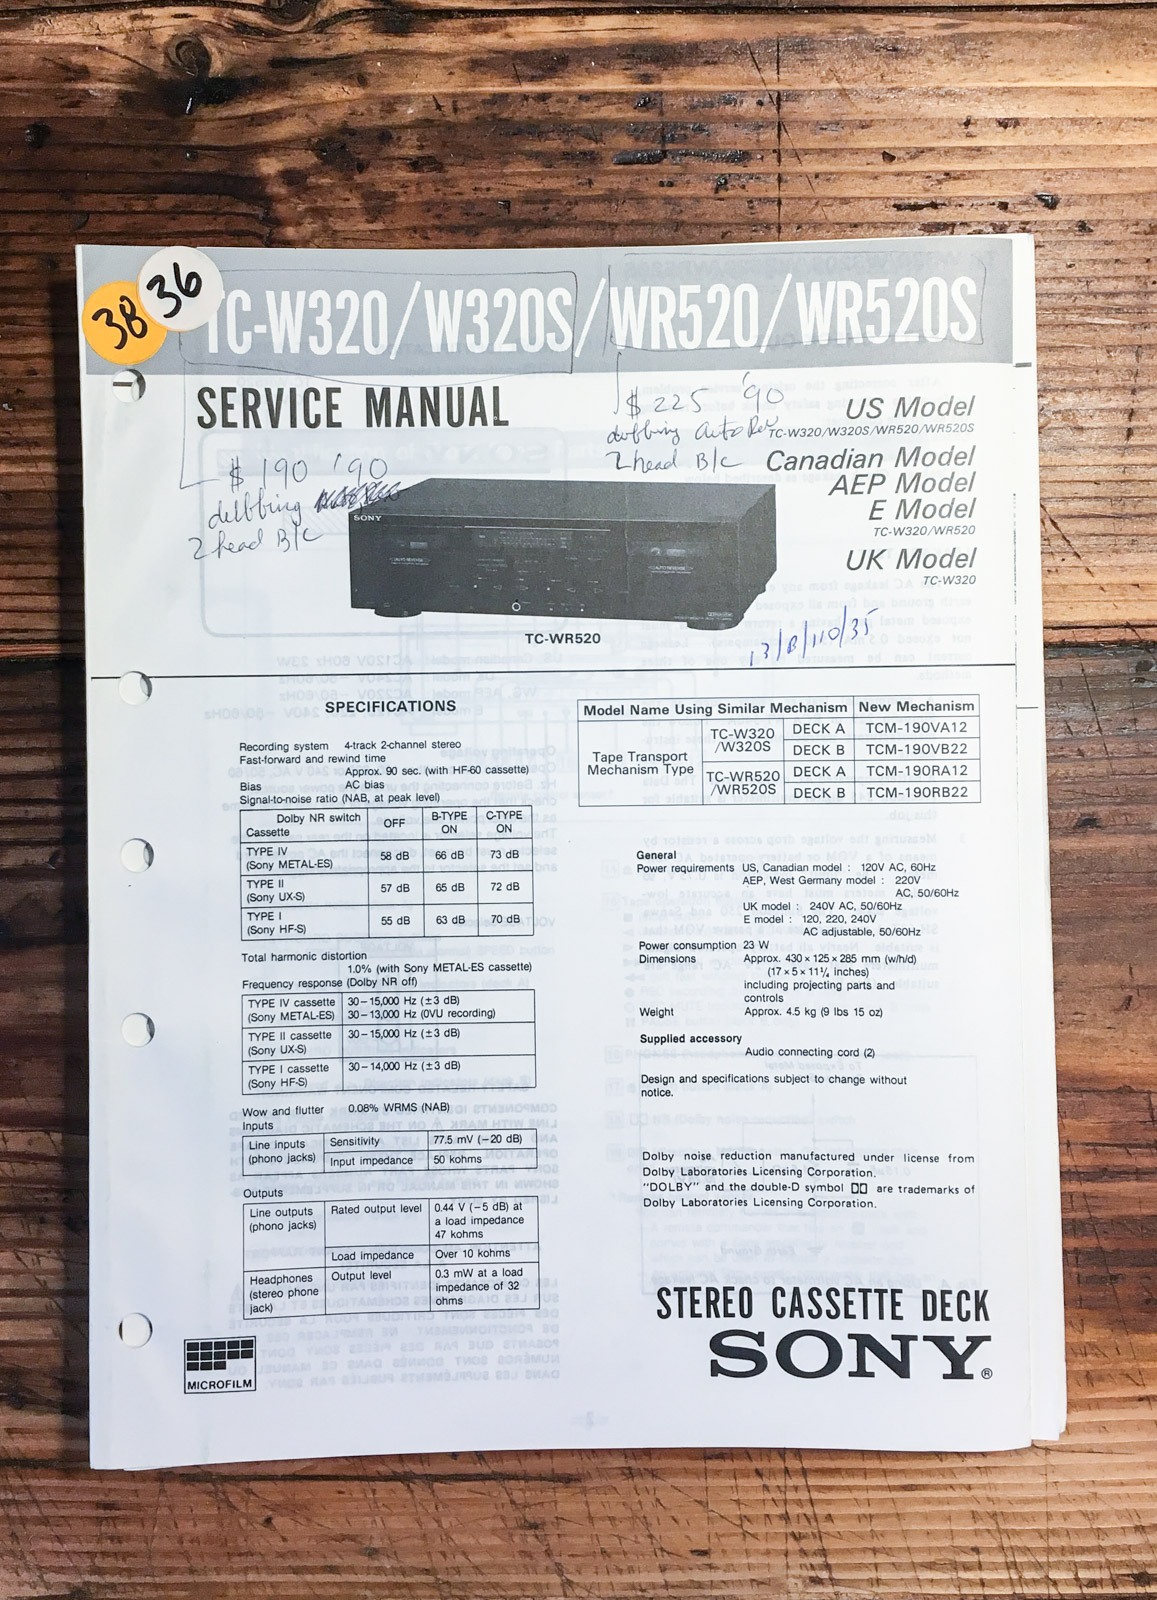 38
36
TC-W320/W320S/WR520/WR520S
SERVICE MANUAL
$ 225 '90
dubbing Auto Rev
2 head B/C
$ 190 '90
dubbing
2 head B/C
US Model
TC-W320/W320S/WR520/WR520S
Canadian Model
AEP Model
E Model
TC-W320/WR520
UK Model
TC-W320
SONY
TC-WR520
SPECIFICATIONS
Recording system 4-track 2-channel stereo
Fast-forward and rewind time
Approx. 90 sec. (with HF-60 cassette)
Bias AC bias
Signal-to-noise ratio (NAB, at peak level)
Dolby NR switch
Cassette OFF B-TYPE ON C-TYPE ON
TYPE IV
(Sony METAL-ES) 58 dB 66 dB 73 dB
TYPE II
(Sony UX-S) 57 dB 65 dB 72 dB
TYPE I
(Sony HF-S) 55 dB 63 dB 70 dB
Total harmonic distortion
1.0% (with Sony METAL-ES cassette)
Frequency response (Dolby NR off)
TYPE IV cassette 30–15,000 Hz (±3 dB)
(Sony METAL-ES) 30–13,000 Hz (0VU recording)
TYPE II cassette 30–15,000 Hz (±3 dB)
(Sony UX-S)
TYPE I cassette 30–14,000 Hz (±3 dB)
(Sony HF-S)
Wow and flutter 0.08% WRMS (NAB)
Inputs
Line inputs Sensitivity 77.5 mV (−20 dB)
(phono jacks) Input impedance 50 kohms
Outputs
Line outputs Rated output level 0.44 V (−5 dB) at
(phono jacks) a load impedance
47 kohms
Load impedance Over 10 kohms
Headphones Output level 0.3 mW at a load
(stereo phone impedance of 32
jack) ohms
MICROFILM
Model Name Using Similar Mechanism New Mechanism
Tape Transport
Mechanism Type
TC-W320
/W320S
DECK A TCM-190VA12
DECK B TCM-190VB22
TC-WR520
/WR520S
DECK A TCM-190RA12
DECK B TCM-190RB22
General
Power requirements US, Canadian model : 120V AC, 60Hz
AEP, West Germany model : 220V
AC, 50/60Hz
UK model : 240V AC, 50/60Hz
E model : 120, 220, 240V
AC adjustable, 50/60Hz
Power consumption 23 W
Dimensions Approx. 430 × 125 × 285 mm (w/h/d)
(17 × 5 × 11¼ inches)
including projecting parts and
controls
Weight Approx. 4.5 kg (9 lbs 15 oz)
Supplied accessory
Audio connecting cord (2)
Design and specifications subject to change without
notice.
Dolby noise reduction manufactured under license from
Dolby Laboratories Licensing Corporation.
"DOLBY" and the double-D symbol are trademarks of
Dolby Laboratories Licensing Corporation.
STEREO CASSETTE DECK
SONY®